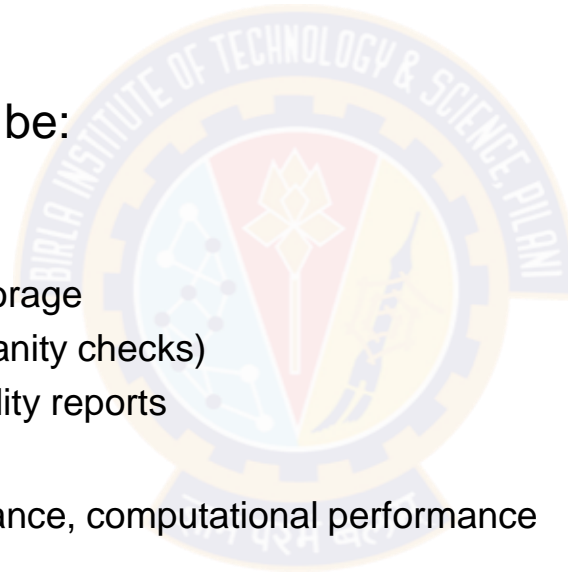 be:
orage
anity checks)
lity reports
ance, computational performance
BIRLA INSTITUTE OF TECHNOLOGY & SCIENCE, PILANI